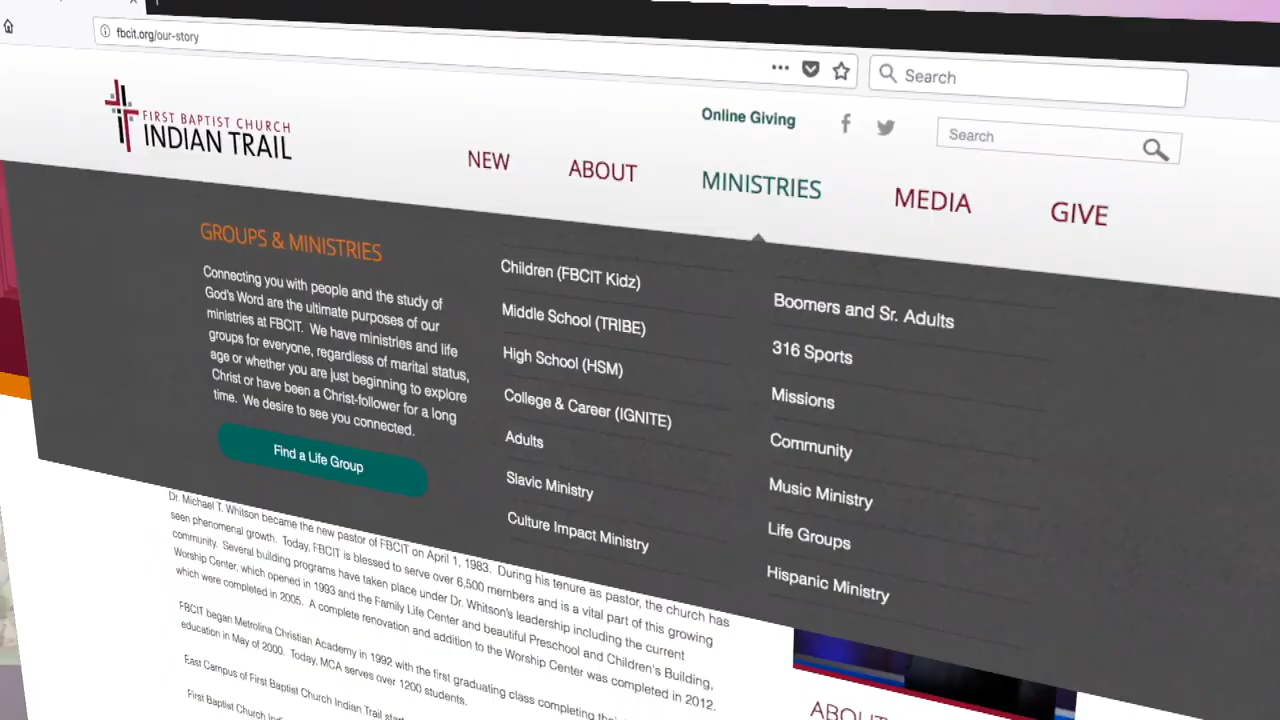 fbcit.org/our-story
Search
FIRST BAPTIST CHURCH
INDIAN TRAIL
Online Giving
Search
NEW
ABOUT
MINISTRIES
MEDIA
GIVE
GROUPS & MINISTRIES
Connecting you with people and the study of
God's Word are the ultimate purposes of our
ministries at FBCIT. We have ministries and life
groups for everyone, regardless of marital status,
age or whether you are just beginning to explore
Christ or have been a Christ-follower for a long
time. We desire to see you connected.
Find a Life Group
Children (FBCIT Kidz)
Middle School (TRIBE)
High School (HSM)
College & Career (IGNITE)
Adults
Slavic Ministry
Culture Impact Ministry
Boomers and Sr. Adults
316 Sports
Missions
Community
Music Ministry
Life Groups
Hispanic Ministry
Dr. Michael T. Whitson became the new pastor of FBCIT on April 1, 1983. During his tenure as pastor, the church has
seen phenomenal growth. Today, FBCIT is blessed to serve over 6,500 members and is a vital part of this growing
community. Several building programs have taken place under Dr. Whitson's leadership including the current
Worship Center, which opened in 1993 and the Family Life Center and beautiful Preschool and Children's Building,
which were completed in 2005. A complete renovation and addition to the Worship Center was completed in 2012.
FBCIT began Metrolina Christian Academy in 1992 with the first graduating class completing their
education in May of 2000. Today, MCA serves over 1200 students.
East Campus of First Baptist Church Indian Trail
First Baptist Church
ABOUT